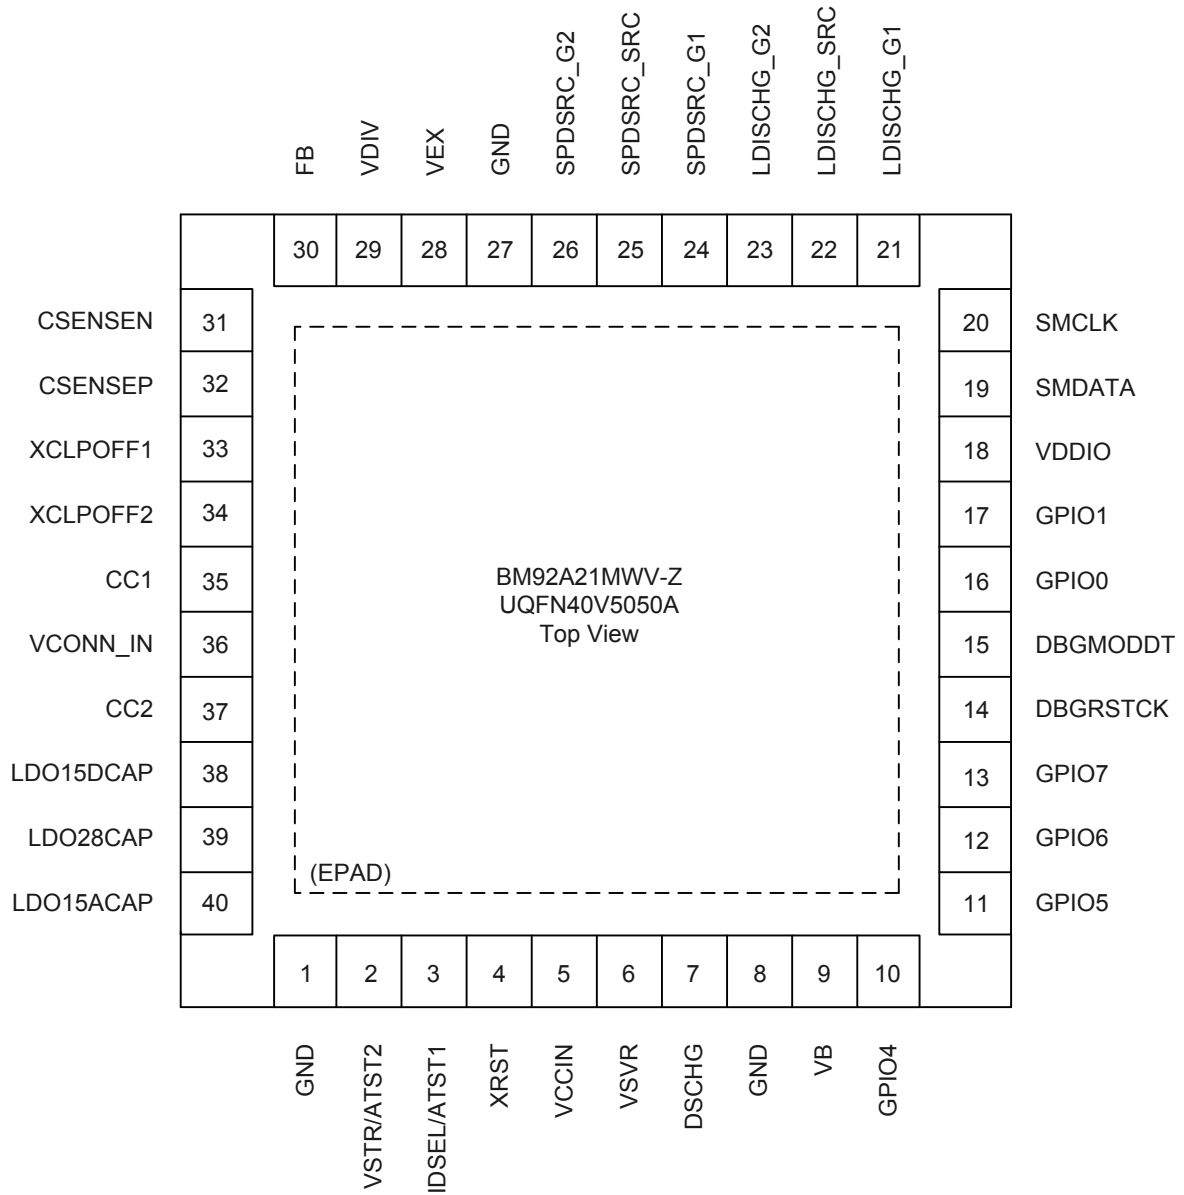 FB
VDIV
VEX
GND
SPDSRC_G2
SPDSRC_SRC
SPDSRC_G1
LDISCHG_G2
LDISCHG_SRC
LDISCHG_G1
30 29 28 27 26 25 24 23 22 21
CSENSEN 31 20 SMCLK
CSENSEP 32 19 SMDATA
XCLPOFF1 33 18 VDDIO
XCLPOFF2 34 17 GPIO1
CC1 35 16 GPIO0
BM92A21MWV-Z
UQFN40V5050A
Top View
VCONN_IN 36 15 DBGMODDT
CC2 37 14 DBGRSTCK
LDO15DCAP 38 13 GPIO7
LDO28CAP 39 12 GPIO6
(EPAD)
LDO15ACAP 40 11 GPIO5
1 2 3 4 5 6 7 8 9 10
GND
VSTR/ATST2
IDSEL/ATST1
XRST
VCCIN
VSVR
DSCHG
GND
VB
GPIO4